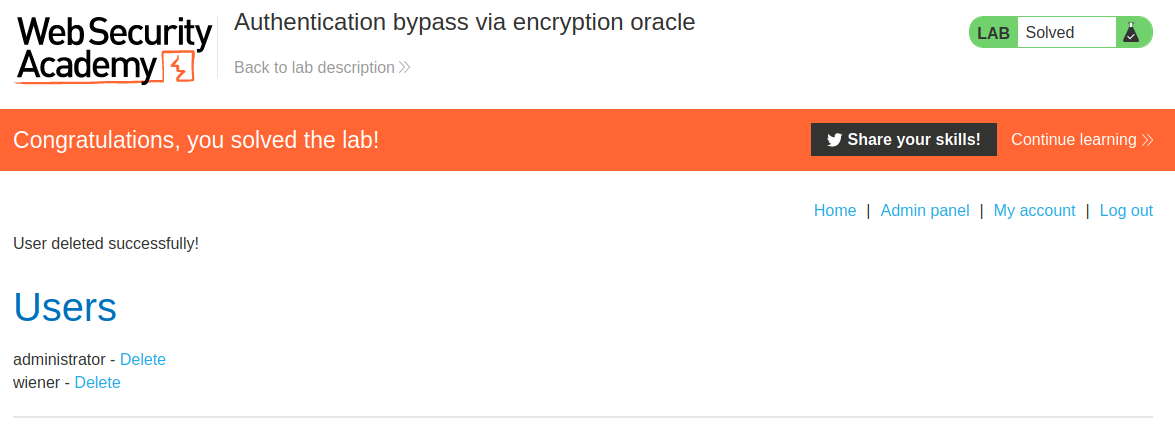 Web Security
Academy
Authentication bypass via encryption oracle
Back to lab description
LAB Solved
Congratulations, you solved the lab!
Share your skills! Continue learning
Home | Admin panel | My account | Log out
User deleted successfully!
Users
administrator - Delete
wiener - Delete